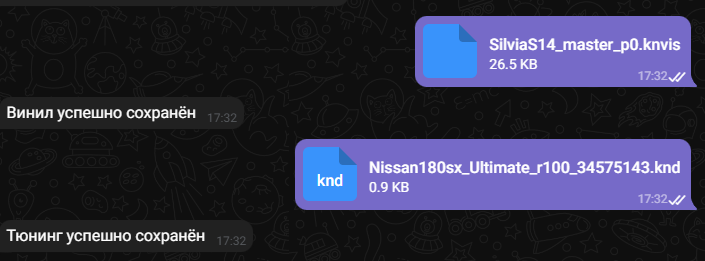 SilviaS14_master_p0.knvis
26.5 KB
17:32
Винил успешно сохранён 17:32
knd
Nissan180sx_Ultimate_r100_34575143.knd
0.9 KB
17:32
Тюнинг успешно сохранён 17:32